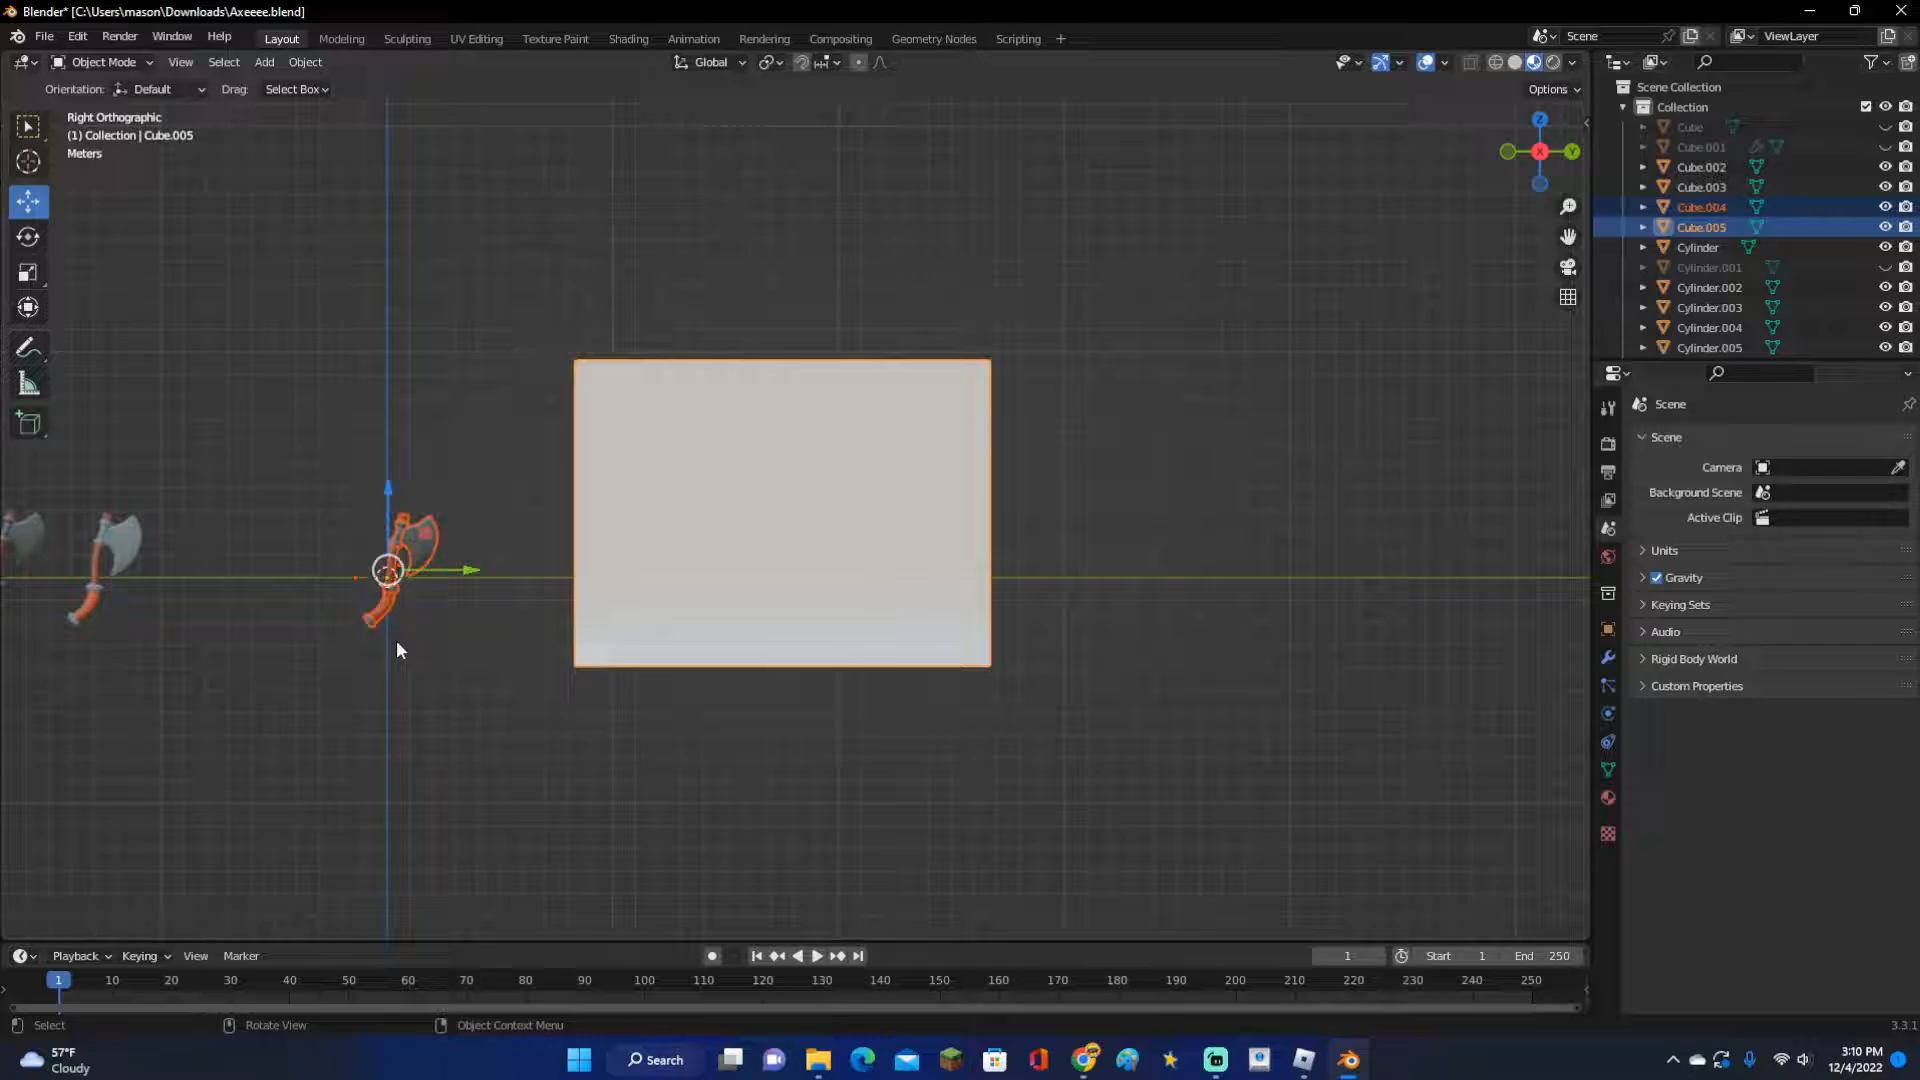 Blender* [C:\Users\mason\Downloads\Axeeee.blend]
File Edit Render Window Help Layout Modeling Sculpting UV Editing Texture Paint Shading Animation Rendering Compositing Geometry Nodes Scripting + Scene ViewLayer
Object Mode View Select Add Object Global
Orientation: Default Drag: Select Box Options
Right Orthographic
(1) Collection | Cube.005
Meters
Z
X
Y
Scene Collection
Collection
Cube
Cube.001
Cube.002
Cube.003
Cube.004
Cube.005
Cylinder
Cylinder.001
Cylinder.002
Cylinder.003
Cylinder.004
Cylinder.005
Scene
Scene
Camera
Background Scene
Active Clip
Units
Gravity
Keying Sets
Audio
Rigid Body World
Custom Properties
Playback Keying View Marker 1 Start 1 End 250
1 10 20 30 40 50 60 70 80 90 100 110 120 130 140 150 160 170 180 190 200 210 220 230 240 250
Select Rotate View Object Context Menu 3.3.1
57°F
Cloudy
Search
3:10 PM
12/4/2022
1